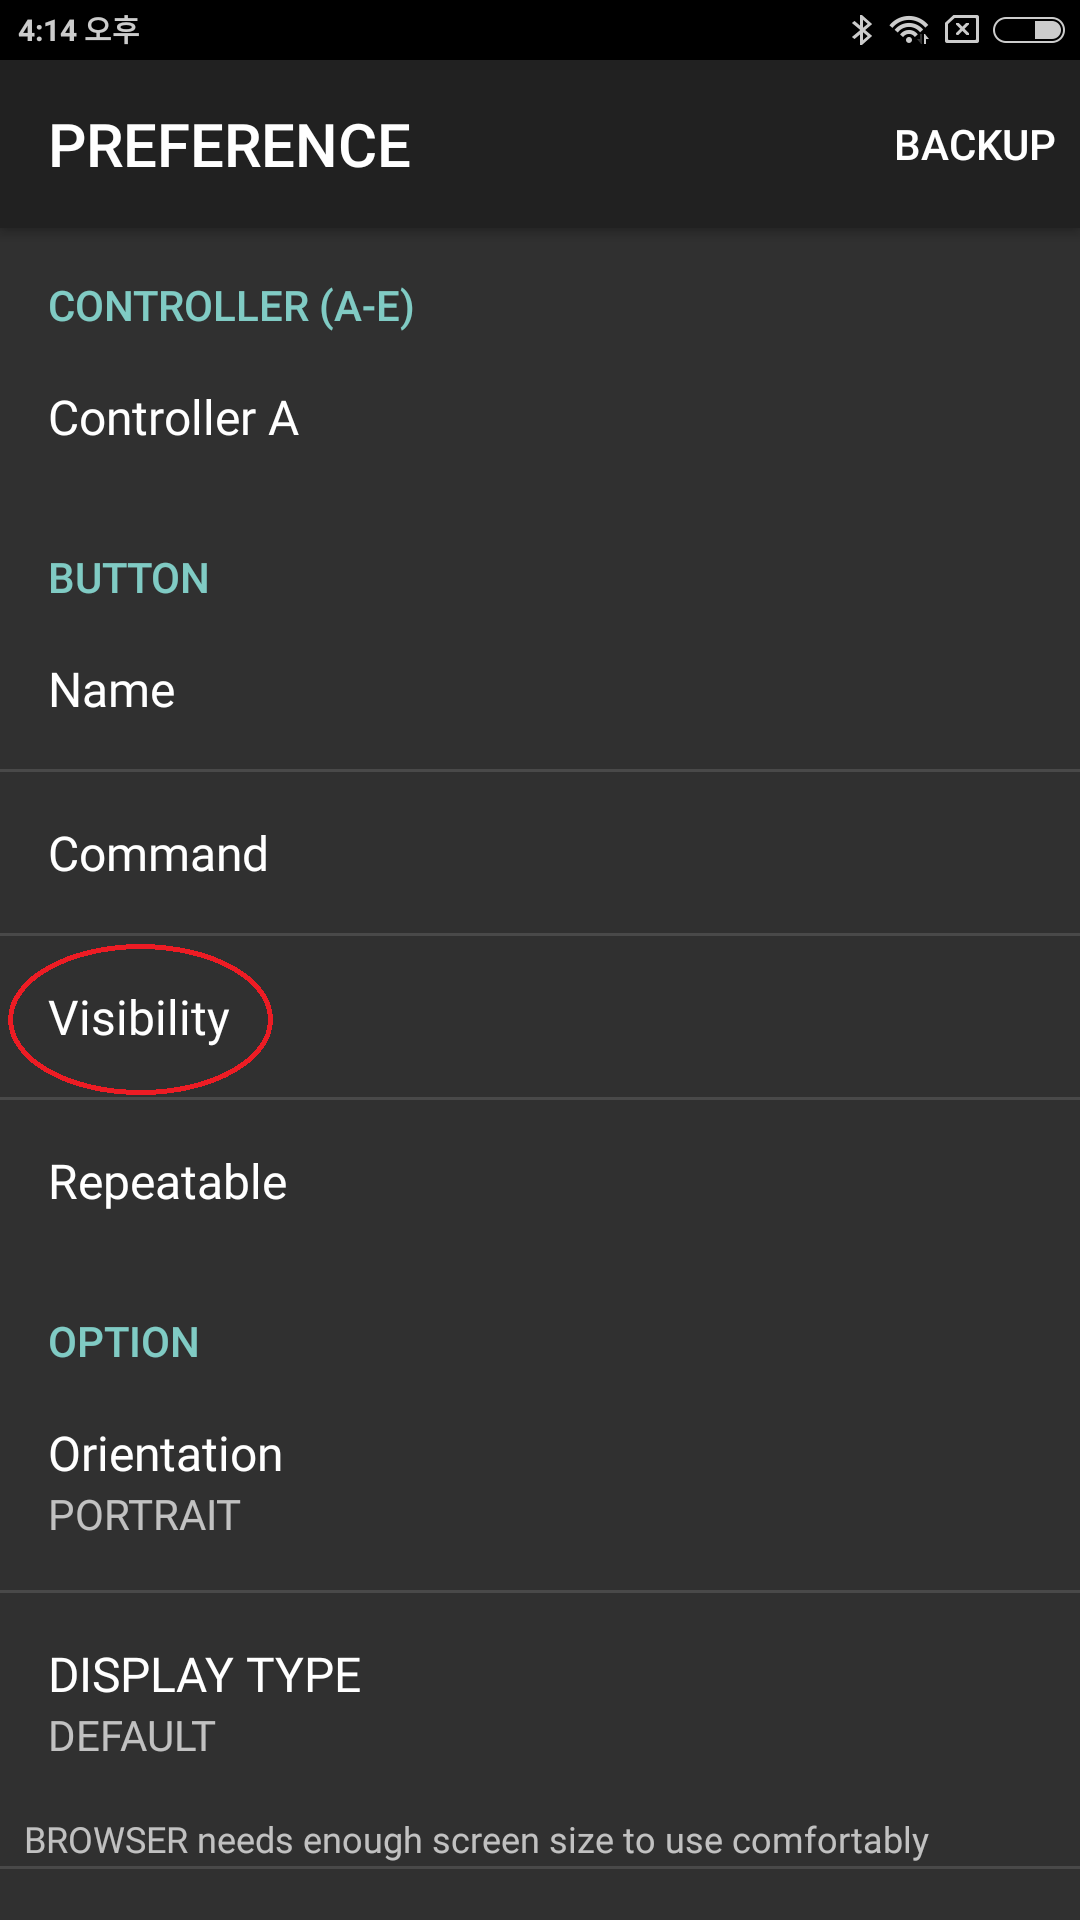 4:14 오후
PREFERENCE
BACKUP
CONTROLLER (A-E)
Controller A
BUTTON
Name
Command
Visibility
Repeatable
OPTION
Orientation
PORTRAIT
DISPLAY TYPE
DEFAULT
BROWSER needs enough screen size to use comfortably